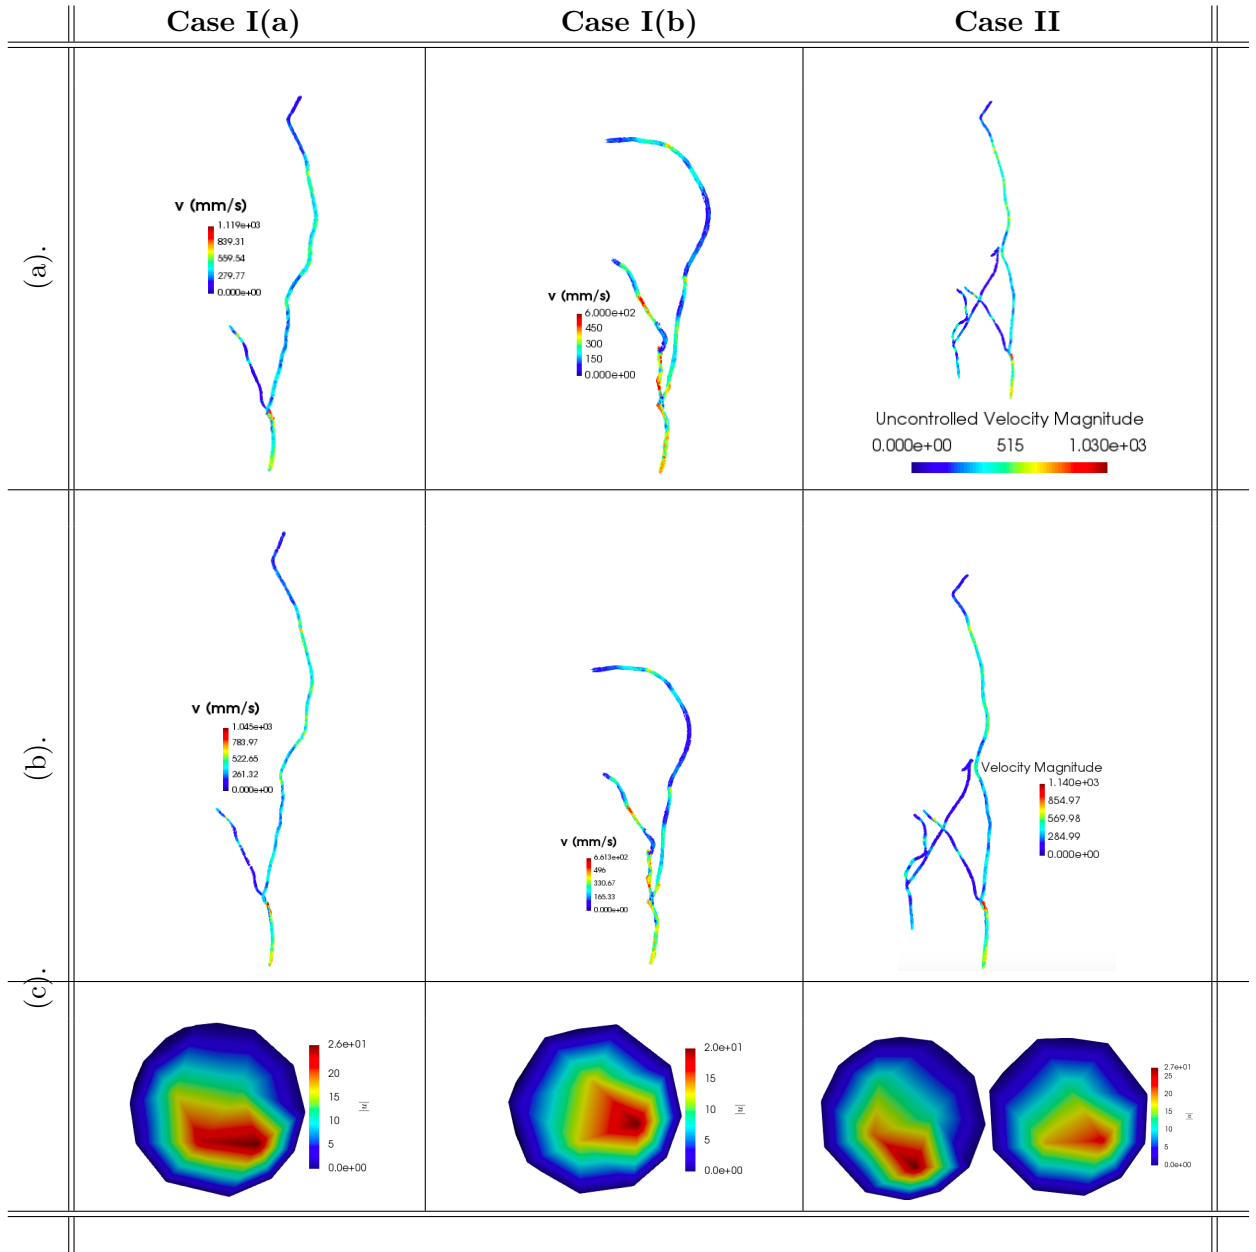 Case I(a) Case I(b) Case II
(a).
v (mm/s)
1.119e+03
839.31
559.54
279.77
0.000e+00
v (mm/s)
6.000e+02
450
300
150
0.000e+00
Uncontrolled Velocity Magnitude
0.000e+00 515 1.030e+03
(b).
v (mm/s)
1.045e+03
783.97
522.65
261.32
0.000e+00
v (mm/s)
6.613e+02
496
330.67
165.33
0.000e+00
Velocity Magnitude
1.140e+03
854.97
569.98
284.99
0.000e+00
(c).
2.6e+01
20
15
10
5
0.0e+00
|u|
2.0e+01
15
10
5
0.0e+00
|u|
2.7e+01
25
20
15
10
5
0.0e+00
|u|